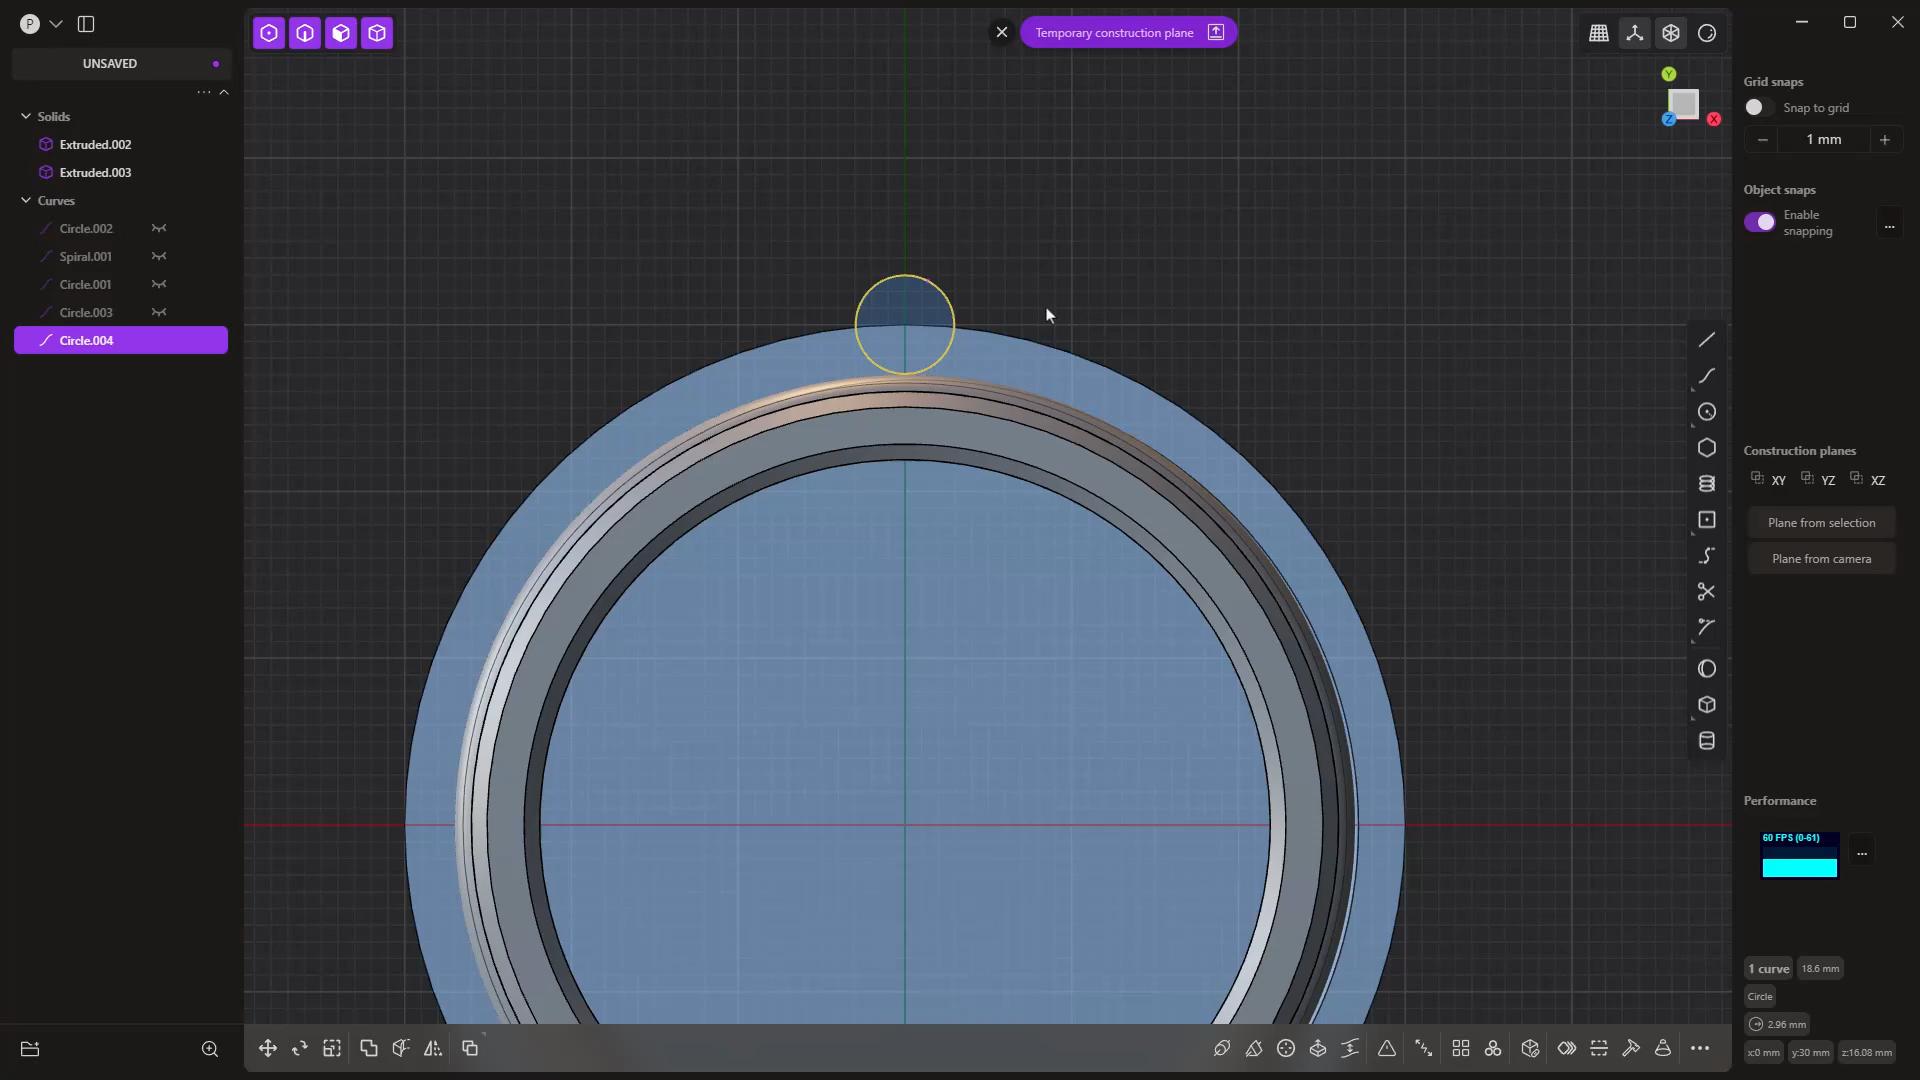 P
UNSAVED
Solids
Extruded.002
Extruded.003
Curves
Circle.002
Spiral.001
Circle.001
Circle.003
Circle.004
Temporary construction plane
Y
Z
X
Grid snaps
Snap to grid
1 mm
Object snaps
Enable
snapping
Construction planes
XY YZ XZ
Plane from selection
Plane from camera
Performance
60 FPS (0-61)
1 curve 18.6 mm
Circle
2.96 mm
x:0 mm y:30 mm z:16.08 mm